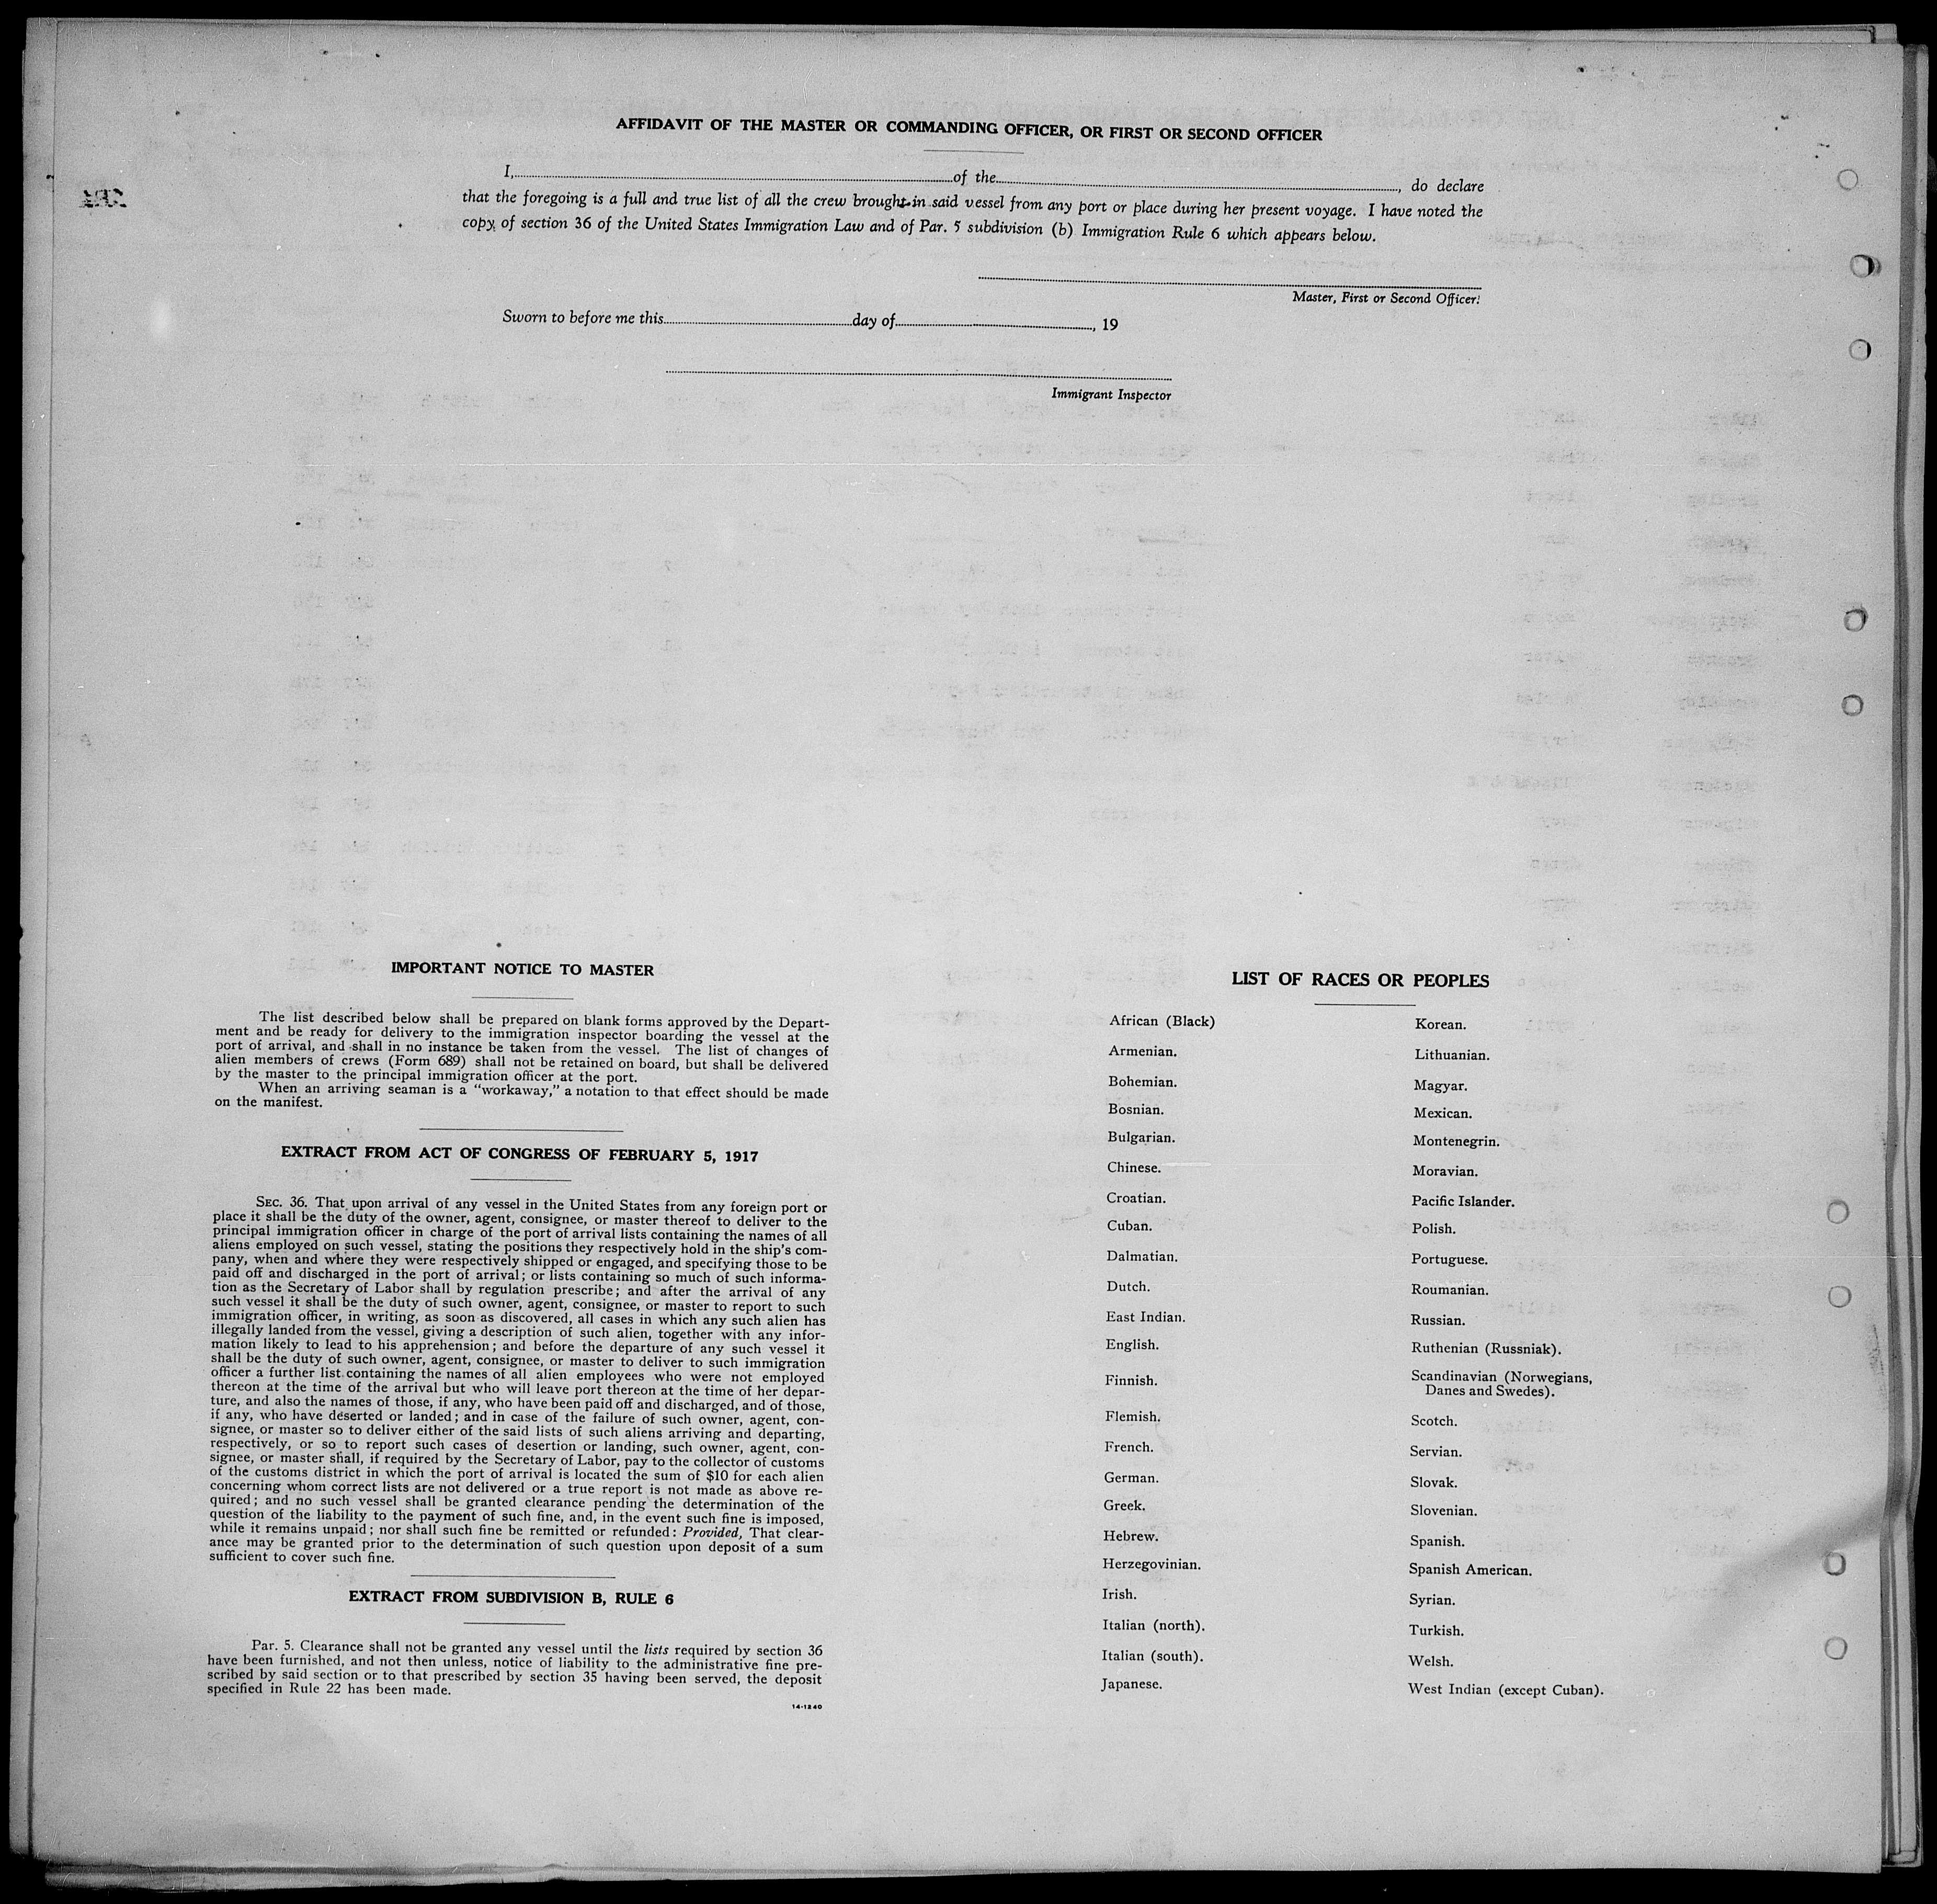 AFFIDAVIT OF THE MASTER OR COMMANDING OFFICER, OR FIRST OR SECOND OFFICER
I, of the , do declare
that the foregoing is a full and true list of all the crew brought in said vessel from any port or place during her present voyage. I have noted the
copy of section 36 of the United States Immigration Law and of Par. 5 subdivision (b) Immigration Rule 6 which appears below.
Master, First or Second Officer.
Sworn to before me this day of , 19
Immigrant Inspector
IMPORTANT NOTICE TO MASTER
The list described below shall be prepared on blank forms approved by the Depart-
ment and be ready for delivery to the immigration inspector boarding the vessel at the
port of arrival, and shall in no instance be taken from the vessel. The list of changes of
alien members of crews (Form 689) shall not be retained on board, but shall be delivered
by the master to the principal immigration officer at the port.
When an arriving seaman is a “workaway,” a notation to that effect should be made
on the manifest.
EXTRACT FROM ACT OF CONGRESS OF FEBRUARY 5, 1917
SEC. 36. That upon arrival of any vessel in the United States from any foreign port or
place it shall be the duty of the owner, agent, consignee, or master thereof to deliver to the
principal immigration officer in charge of the port of arrival lists containing the names of all
aliens employed on such vessel, stating the positions they respectively hold in the ship's com-
pany, when and where they were respectively shipped or engaged, and specifying those to be
paid off and discharged in the port of arrival; or lists containing so much of such informa-
tion as the Secretary of Labor shall by regulation prescribe; and after the arrival of any
such vessel it shall be the duty of such owner, agent, consignee, or master to report to such
immigration officer, in writing, as soon as discovered, all cases in which any such alien has
illegally landed from the vessel, giving a description of such alien, together with any infor-
mation likely to lead to his apprehension; and before the departure of any such vessel it
shall be the duty of such owner, agent, consignee, or master to deliver to such immigration
officer a further list containing the names of all alien employees who were not employed
thereon at the time of the arrival but who will leave port thereon at the time of her depar-
ture, and also the names of those, if any, who have been paid off and discharged, and of those,
if any, who have deserted or landed; and in case of the failure of such owner, agent, con-
signee, or master so to deliver either of the said lists of such aliens arriving and departing,
respectively, or so to report such cases of desertion or landing, such owner, agent, con-
signee, or master shall, if required by the Secretary of Labor, pay to the collector of customs
of the customs district in which the port of arrival is located the sum of $10 for each alien
concerning whom correct lists are not delivered or a true report is not made as above re-
quired; and no such vessel shall be granted clearance pending the determination of the
question of the liability to the payment of such fine, and, in the event such fine is imposed,
while it remains unpaid; nor shall such fine be remitted or refunded: Provided, That clear-
ance may be granted prior to the determination of such question upon deposit of a sum
sufficient to cover such fine.
EXTRACT FROM SUBDIVISION B, RULE 6
Par. 5. Clearance shall not be granted any vessel until the lists required by section 36
have been furnished, and not then unless, notice of liability to the administrative fine pre-
scribed by said section or to that prescribed by section 35 having been served, the deposit
specified in Rule 22 has been made.
14-1240
LIST OF RACES OR PEOPLES
African (Black)
Armenian.
Bohemian.
Bosnian.
Bulgarian.
Chinese.
Croatian.
Cuban.
Dalmatian.
Dutch.
East Indian.
English.
Finnish.
Flemish.
French.
German.
Greek.
Hebrew.
Herzegovinian.
Irish.
Italian (north).
Italian (south).
Japanese.
Korean.
Lithuanian.
Magyar.
Mexican.
Montenegrin.
Moravian.
Pacific Islander.
Polish.
Portuguese.
Roumanian.
Russian.
Ruthenian (Russniak).
Scandinavian (Norwegians,
Danes and Swedes).
Scotch.
Servian.
Slovak.
Slovenian.
Spanish.
Spanish American.
Syrian.
Turkish.
Welsh.
West Indian (except Cuban).